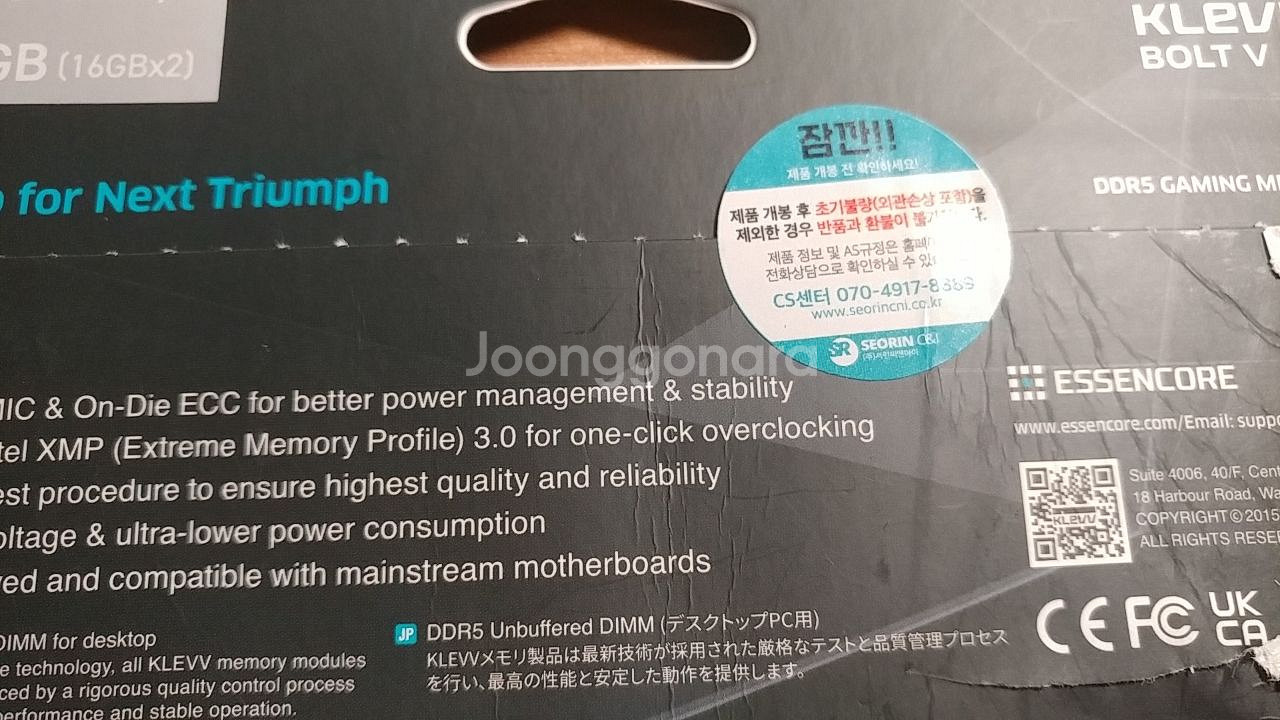 GB (16GBx2)
KLEVV
BOLT V
for Next Triumph
DDR5 GAMING
잠깐!!
제품 개봉 전 확인하세요!
제품 개봉 후 초기불량(외관손상 포함)을
제외한 경우 반품과 환불이
제품 정보 및 AS규정은
전화상담으로 확인하실 수
CS센터 070-4917-
www.seorincni.co.kr
SR SEORIN C&I
(주)서린씨앤아이
Joonggonara
& On-Die ECC for better power management & stability
XMP (Extreme Memory Profile) 3.0 for one-click overclocking
procedure to ensure highest quality and reliability
& ultra-lower power consumption
and compatible with mainstream motherboards
ESSENCORE
www.essencore.com/Email:
KLEVV
Suite 4006, 40/F,
18 Harbour Road,
COPYRIGHT©2015
ALL RIGHTS
CE FC UK CA
DIMM for desktop
technology, all KLEVV memory modules
by a rigorous quality control process
performance and stable operation.
JP DDR5 Unbuffered DIMM (デスクトップPC用)
KLEVVメモリ製品は最新技術が採用された厳格なテストと品質管理プロセス
を行い、最高の性能と安定した動作を提供します。